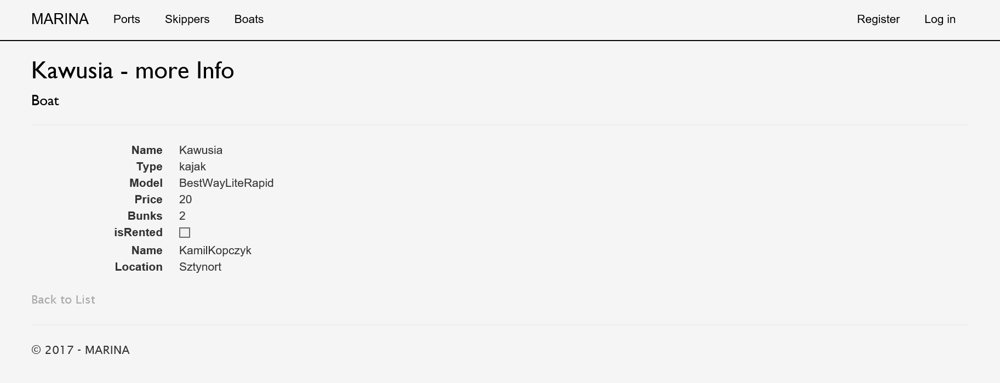 MARINA Ports Skippers Boats Register Log in
Kawusia - more Info
Boat
Name Kawusia
Type kajak
Model BestWayLiteRapid
Price 20
Bunks 2
isRented
Name KamilKopczyk
Location Sztynort
Back to List
© 2017 - MARINA